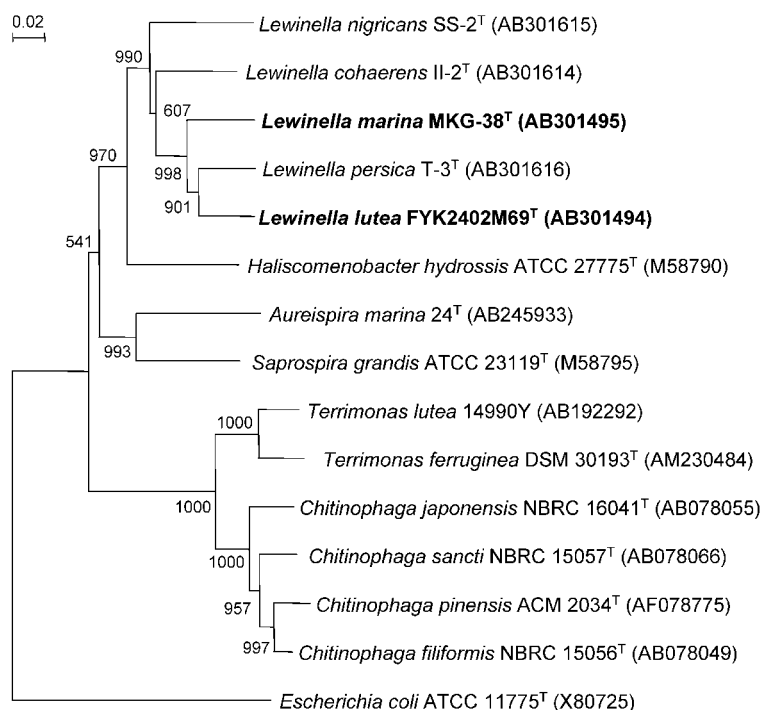 0.02
Lewinella nigricans SS-2ᵀ (AB301615)
990
Lewinella cohaerens II-2ᵀ (AB301614)
607
Lewinella marina MKG-38ᵀ (AB301495)
970
998
Lewinella persica T-3ᵀ (AB301616)
901
Lewinella lutea FYK2402M69ᵀ (AB301494)
541
Haliscomenobacter hydrossis ATCC 27775ᵀ (M58790)
Aureispira marina 24ᵀ (AB245933)
993
Saprospira grandis ATCC 23119ᵀ (M58795)
Terrimonas lutea 14990Y (AB192292)
1000
Terrimonas ferruginea DSM 30193ᵀ (AM230484)
1000
Chitinophaga japonensis NBRC 16041ᵀ (AB078055)
1000
Chitinophaga sancti NBRC 15057ᵀ (AB078066)
957
Chitinophaga pinensis ACM 2034ᵀ (AF078775)
997
Chitinophaga filiformis NBRC 15056ᵀ (AB078049)
Escherichia coli ATCC 11775ᵀ (X80725)